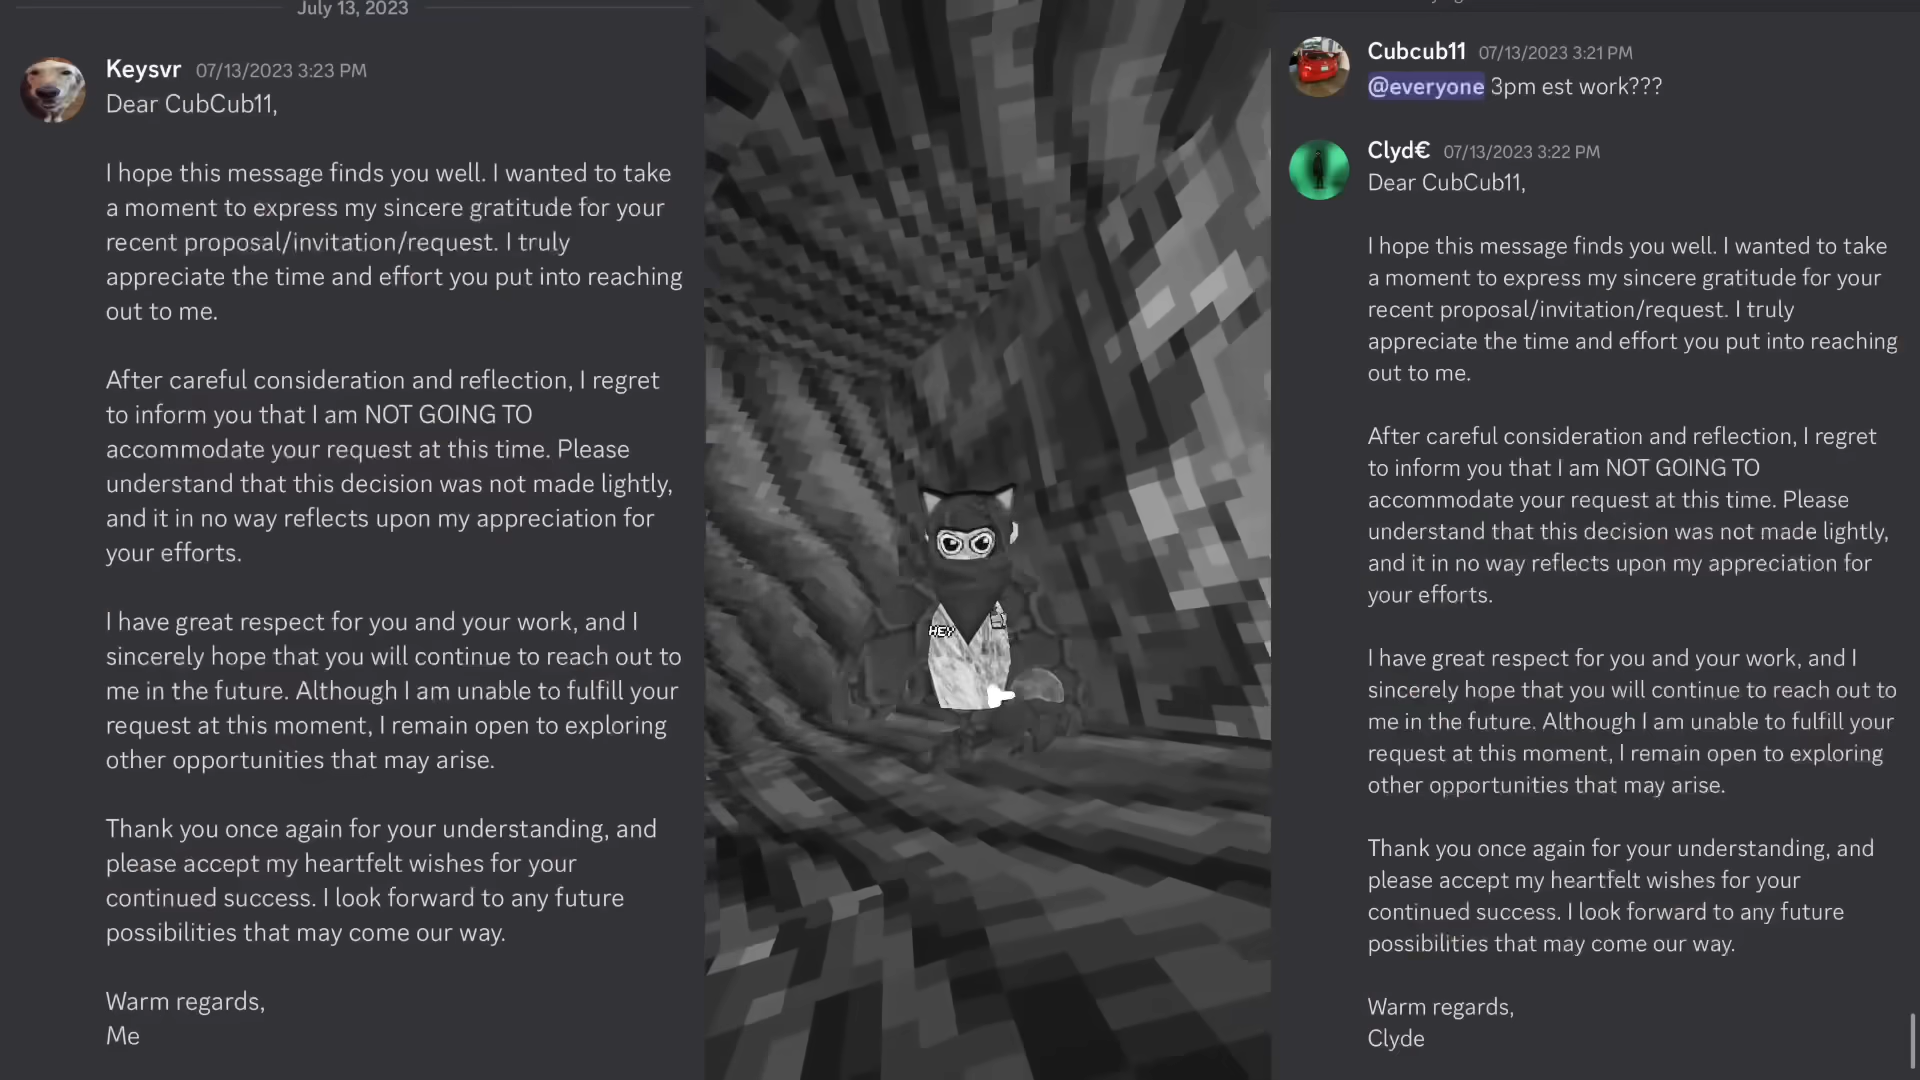 July 13, 2023
Keysvr 07/13/2023 3:23 PM
Dear CubCub11,
I hope this message finds you well. I wanted to take
a moment to express my sincere gratitude for your
recent proposal/invitation/request. I truly
appreciate the time and effort you put into reaching
out to me.
After careful consideration and reflection, I regret
to inform you that I am NOT GOING TO
accommodate your request at this time. Please
understand that this decision was not made lightly,
and it in no way reflects upon my appreciation for
your efforts.
I have great respect for you and your work, and I
sincerely hope that you will continue to reach out to
me in the future. Although I am unable to fulfill your
request at this moment, I remain open to exploring
other opportunities that may arise.
Thank you once again for your understanding, and
please accept my heartfelt wishes for your
continued success. I look forward to any future
possibilities that may come our way.
Warm regards,
Me
HEY
Cubcub11 07/13/2023 3:21 PM
@everyone 3pm est work???
Clyd€ 07/13/2023 3:22 PM
Dear CubCub11,
I hope this message finds you well. I wanted to take
a moment to express my sincere gratitude for your
recent proposal/invitation/request. I truly
appreciate the time and effort you put into reaching
out to me.
After careful consideration and reflection, I regret
to inform you that I am NOT GOING TO
accommodate your request at this time. Please
understand that this decision was not made lightly,
and it in no way reflects upon my appreciation for
your efforts.
I have great respect for you and your work, and I
sincerely hope that you will continue to reach out to
me in the future. Although I am unable to fulfill your
request at this moment, I remain open to exploring
other opportunities that may arise.
Thank you once again for your understanding, and
please accept my heartfelt wishes for your
continued success. I look forward to any future
possibilities that may come our way.
Warm regards,
Clyde